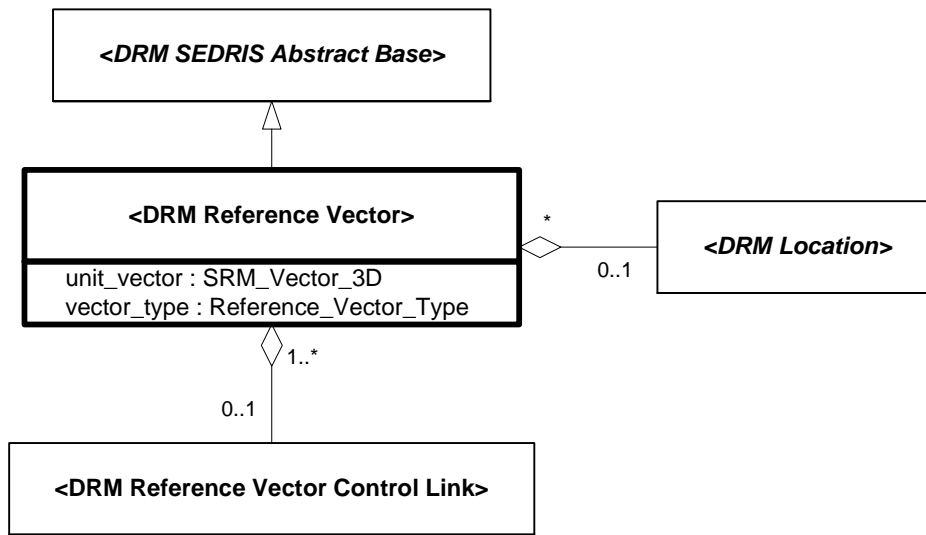 <DRM SEDRIS Abstract Base>
<DRM Reference Vector>
unit_vector : SRM_Vector_3D
vector_type : Reference_Vector_Type
*
0..1
<DRM Location>
1..*
0..1
<DRM Reference Vector Control Link>